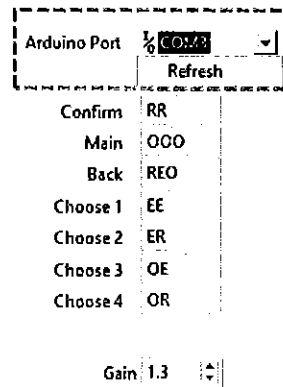 Arduino Port COM3
Refresh
Confirm RR
Main OOO
Back REO
Choose 1 EE
Choose 2 ER
Choose 3 OE
Choose 4 OR
Gain 1.3